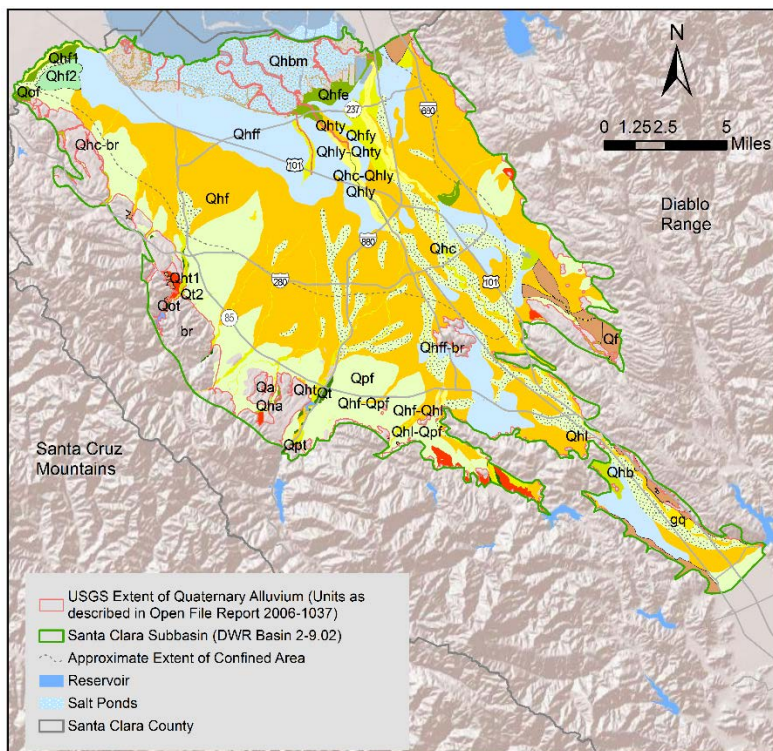 N
0 1.25 2.5 5
Miles
Qhf1
Qhf2
Qof
Qhbm
Qhfe
237
680
Qhc-br
Qhff
Qhty
Qhfy
Qhly-Qhty
101
Qhc-Qhly
Qhly
Qhf
880
Qhc
Diablo
Range
Qht1
Qt2
Qot
280
101
br
85
Qhff-br
Qf
Qa
Qha
Qht
Qt
Qpf
Qhf-Qpf
Qhf-Qhl
Qhl-Qpf
Qpt
Qhl
Santa Cruz
Mountains
Qhb
gq
USGS Extent of Quaternary Alluvium (Units as
described in Open File Report 2006-1037)
Santa Clara Subbasin (DWR Basin 2-9.02)
Approximate Extent of Confined Area
Reservoir
Salt Ponds
Santa Clara County